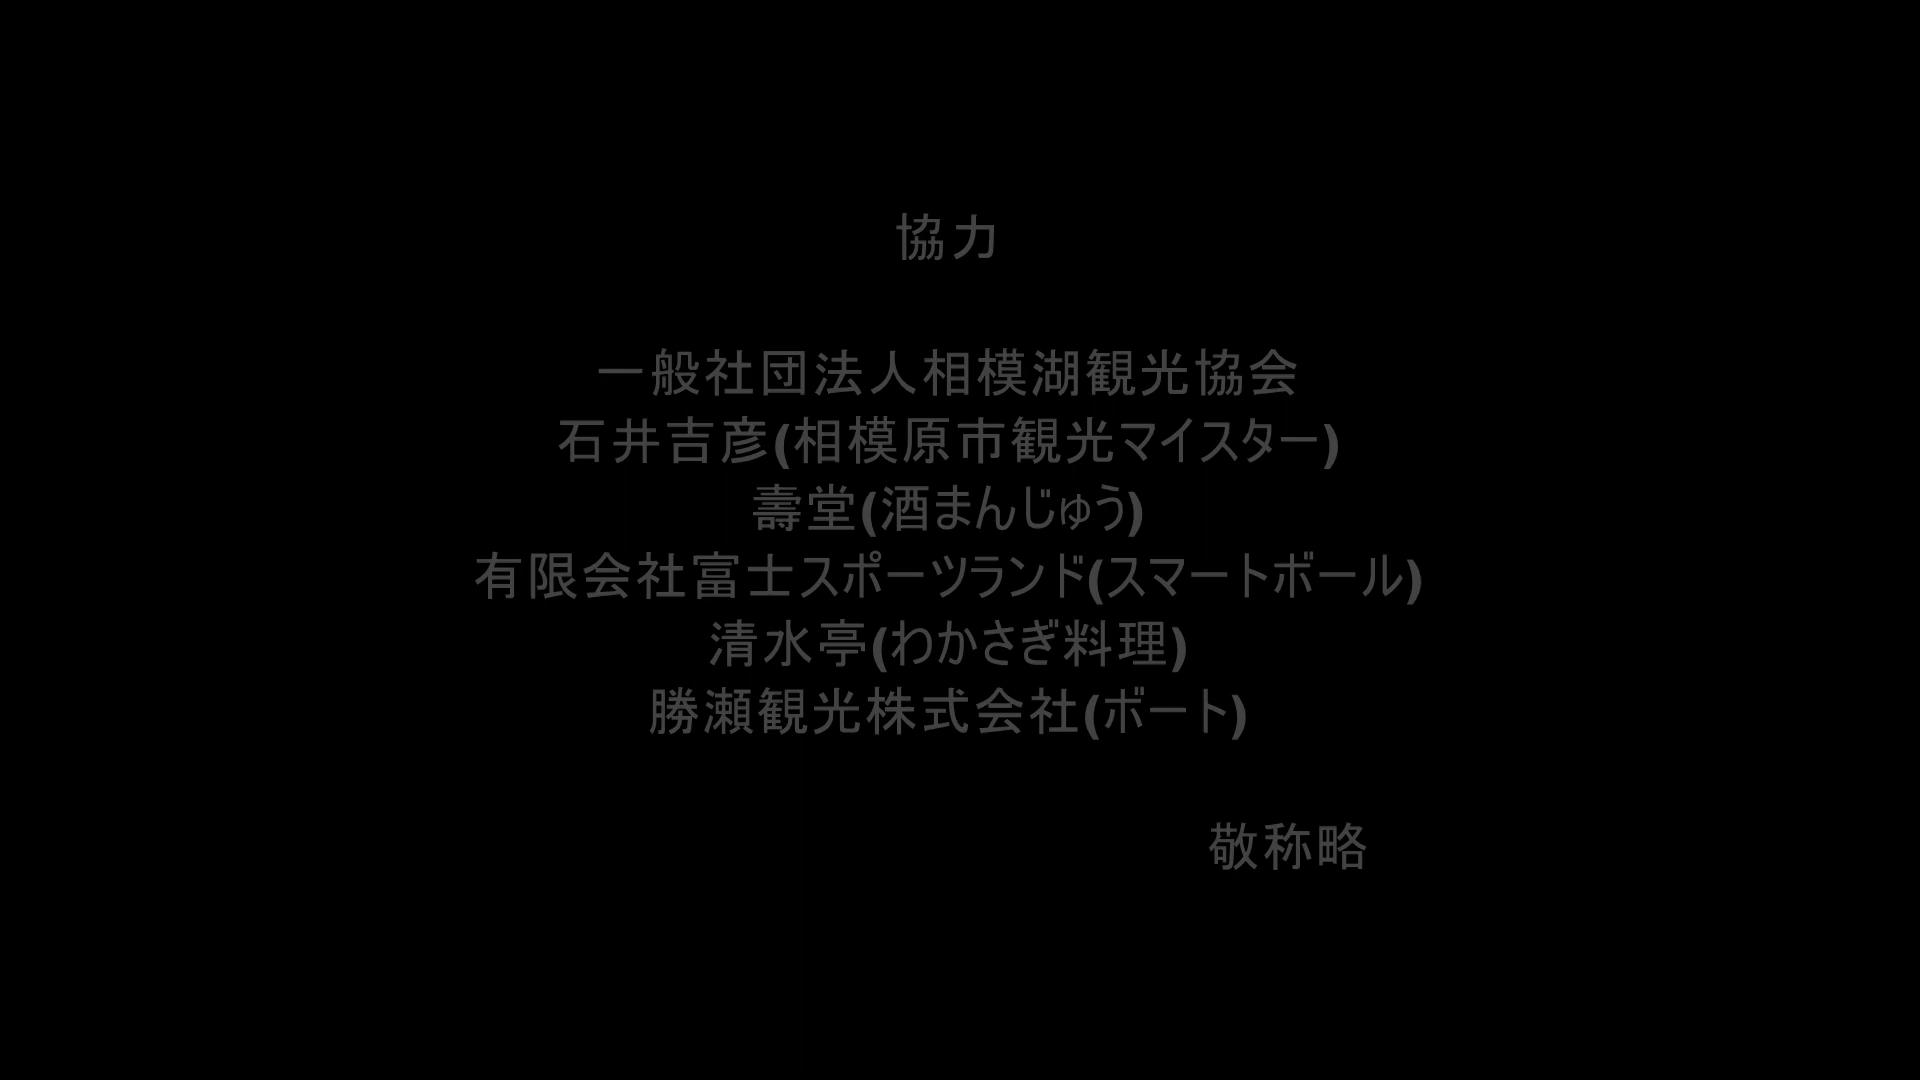 協力
一般社団法人相模湖観光協会
石井吉彦(相模原市観光マイスター)
壽堂(酒まんじゅう)
有限会社富士スポーツランド(スマートボール)
清水亭(わかさぎ料理)
勝瀬観光株式会社(ボート)
敬称略